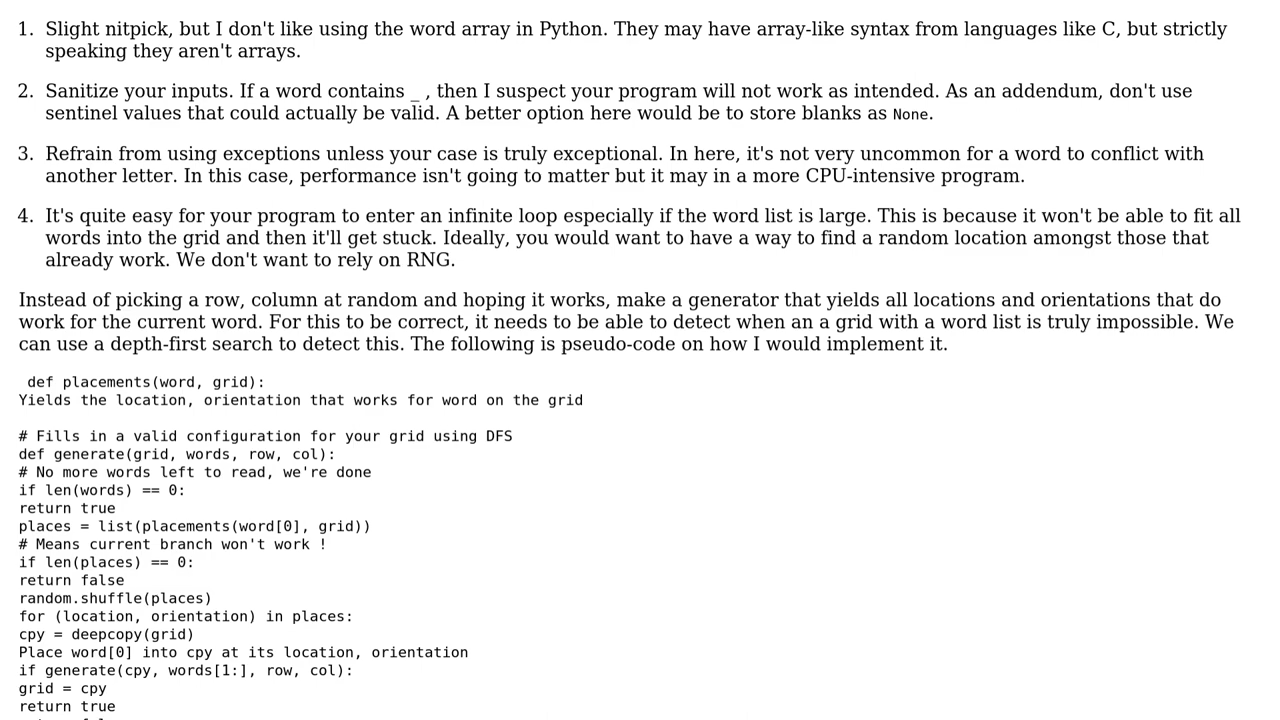 1. Slight nitpick, but I don't like using the word array in Python. They may have array-like syntax from languages like C, but strictly
speaking they aren't arrays.
2. Sanitize your inputs. If a word contains _ , then I suspect your program will not work as intended. As an addendum, don't use
sentinel values that could actually be valid. A better option here would be to store blanks as None.
3. Refrain from using exceptions unless your case is truly exceptional. In here, it's not very uncommon for a word to conflict with
another letter. In this case, performance isn't going to matter but it may in a more CPU-intensive program.
4. It's quite easy for your program to enter an infinite loop especially if the word list is large. This is because it won't be able to fit all
words into the grid and then it'll get stuck. Ideally, you would want to have a way to find a random location amongst those that
already work. We don't want to rely on RNG.
Instead of picking a row, column at random and hoping it works, make a generator that yields all locations and orientations that do
work for the current word. For this to be correct, it needs to be able to detect when an a grid with a word list is truly impossible. We
can use a depth-first search to detect this. The following is pseudo-code on how I would implement it.
def placements(word, grid):
Yields the location, orientation that works for word on the grid
# Fills in a valid configuration for your grid using DFS
def generate(grid, words, row, col):
# No more words left to read, we're done
if len(words) == 0:
return true
places = list(placements(word[0], grid))
# Means current branch won't work !
if len(places) == 0:
return false
random.shuffle(places)
for (location, orientation) in places:
cpy = deepcopy(grid)
Place word[0] into cpy at its location, orientation
if generate(cpy, words[1:], row, col):
grid = cpy
return true